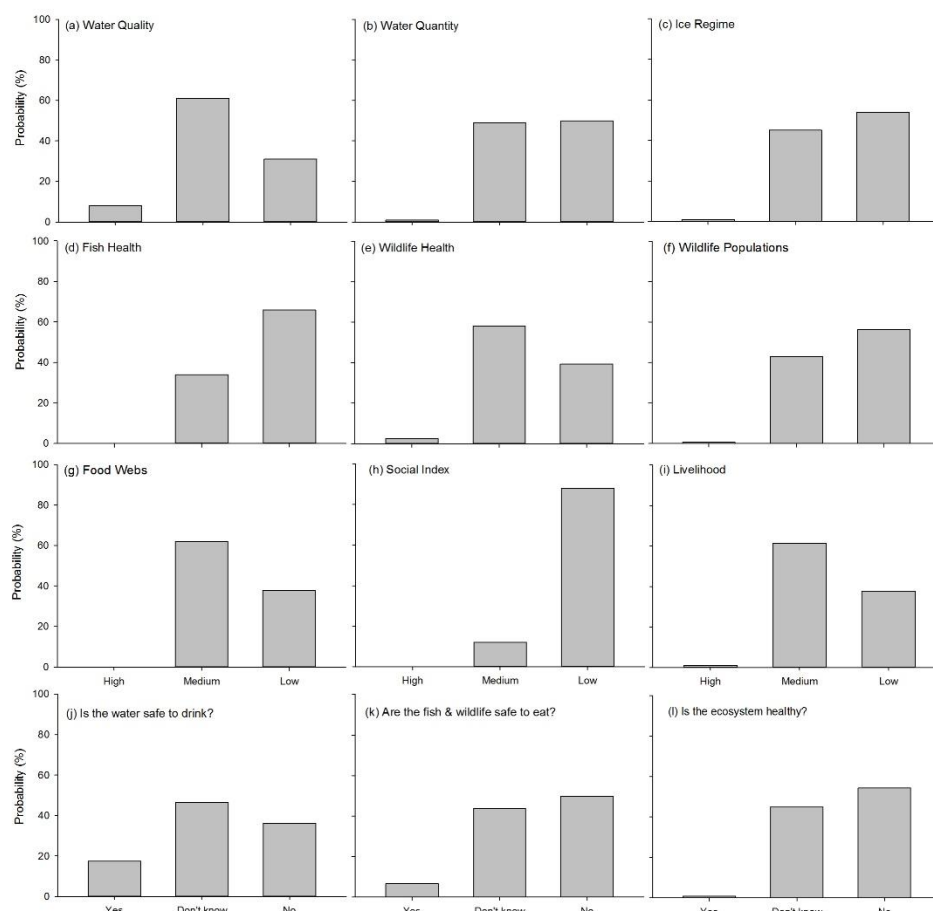 (a) Water Quality
(b) Water Quantity
(c) Ice Regime
Probability (%)
100
80
60
40
20
0
(d) Fish Health
(e) Wildlife Health
(f) Wildlife Populations
Probability (%)
100
80
60
40
20
0
(g) Food Webs
(h) Social Index
(i) Livelihood
Probability (%)
100
80
60
40
20
0
High Medium Low
High Medium Low
High Medium Low
(j) Is the water safe to drink?
(k) Are the fish & wildlife safe to eat?
(l) Is the ecosystem healthy?
Probability (%)
100
80
60
40
20
0
Yes Don't know No
Yes Don't know No
Yes Don't know No